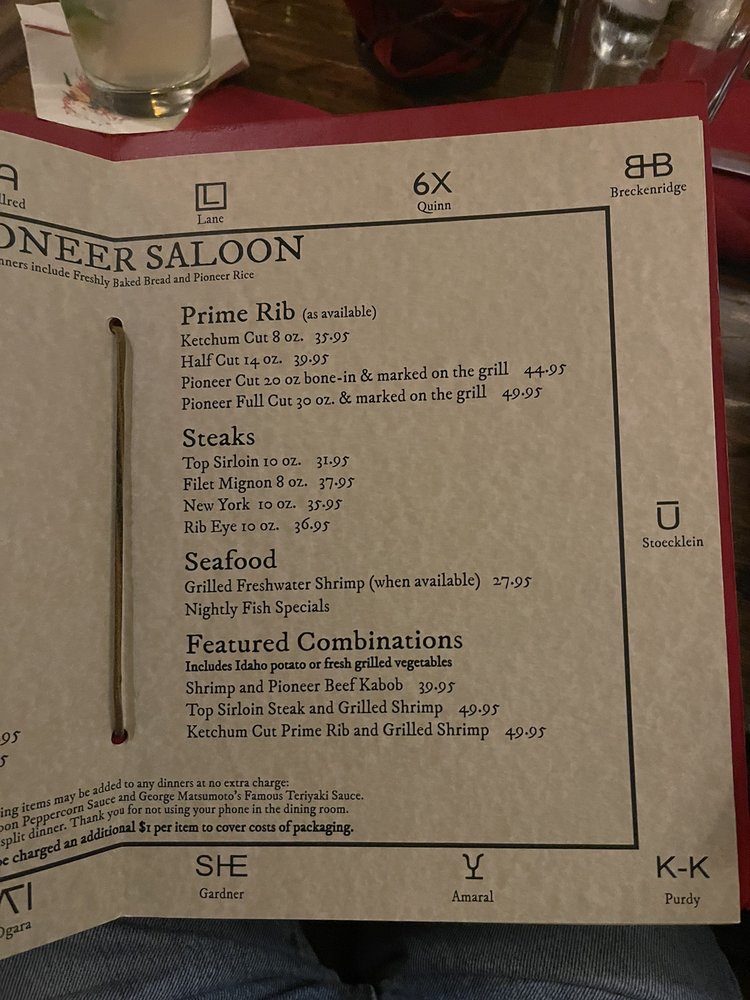 Lane
6X
Quinn
BB
Breckenridge
SALOON
include Freshly Baked Bread and Pioneer Rice
Prime Rib (as available)
Ketchum Cut 8 oz. 35.95
Half Cut 14 oz. 39.95
Pioneer Cut 20 oz bone-in & marked on the grill 44.95
Pioneer Full Cut 30 oz. & marked on the grill 49.95
Steaks
Top Sirloin 10 oz. 31.95
Filet Mignon 8 oz. 37.95
New York 10 oz. 35.95
Rib Eye 10 oz. 36.95
Seafood
Grilled Freshwater Shrimp (when available) 27.95
Nightly Fish Specials
Featured Combinations
Includes Idaho potato or fresh grilled vegetables
Shrimp and Pioneer Beef Kabob 39.95
Top Sirloin Steak and Grilled Shrimp 49.95
Ketchum Cut Prime Rib and Grilled Shrimp 49.95
items may be added to any dinners at no extra charge:
Peppercorn Sauce and George Matsumoto's Famous Teriyaki Sauce.
split dinner. Thank you for not using your phone in the dining room.
be charged an additional $1 per item to cover costs of packaging.
Ū
Stoecklein
SHE
Gardner
Amaral
K-K
Purdy